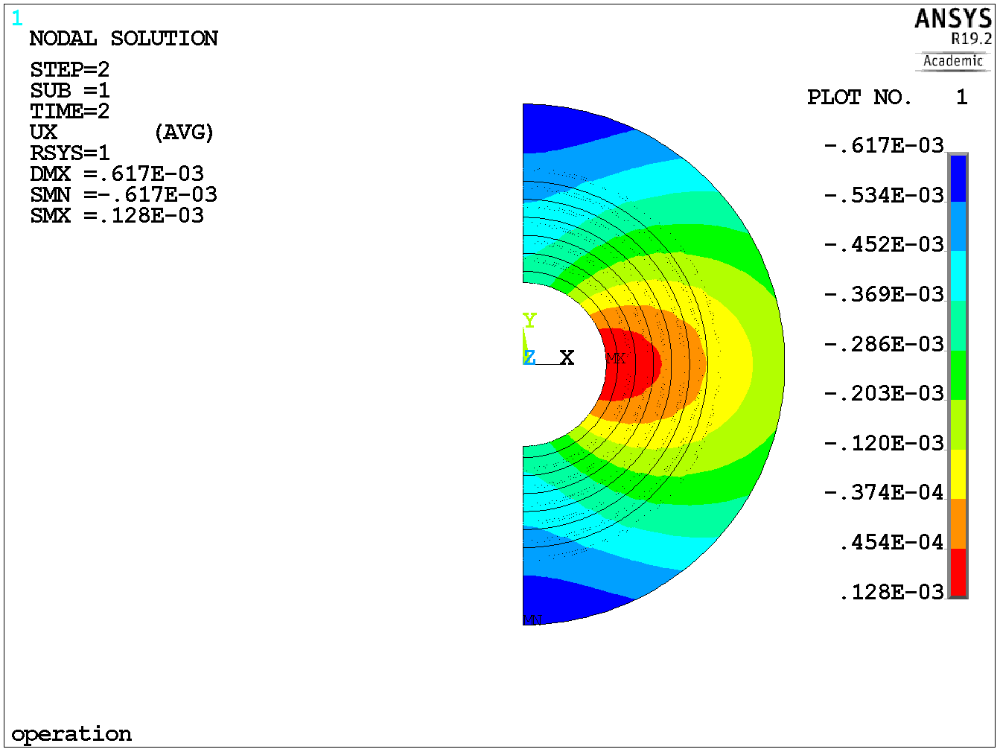 1
NODAL SOLUTION
STEP=2
SUB =1
TIME=2
UX (AVG)
RSYS=1
DMX =.617E-03
SMN =-.617E-03
SMX =.128E-03
ANSYS
R19.2
Academic
PLOT NO. 1
-.617E-03
-.534E-03
-.452E-03
-.369E-03
-.286E-03
-.203E-03
-.120E-03
-.374E-04
.454E-04
.128E-03
Y
Z X
MX
MN
operation